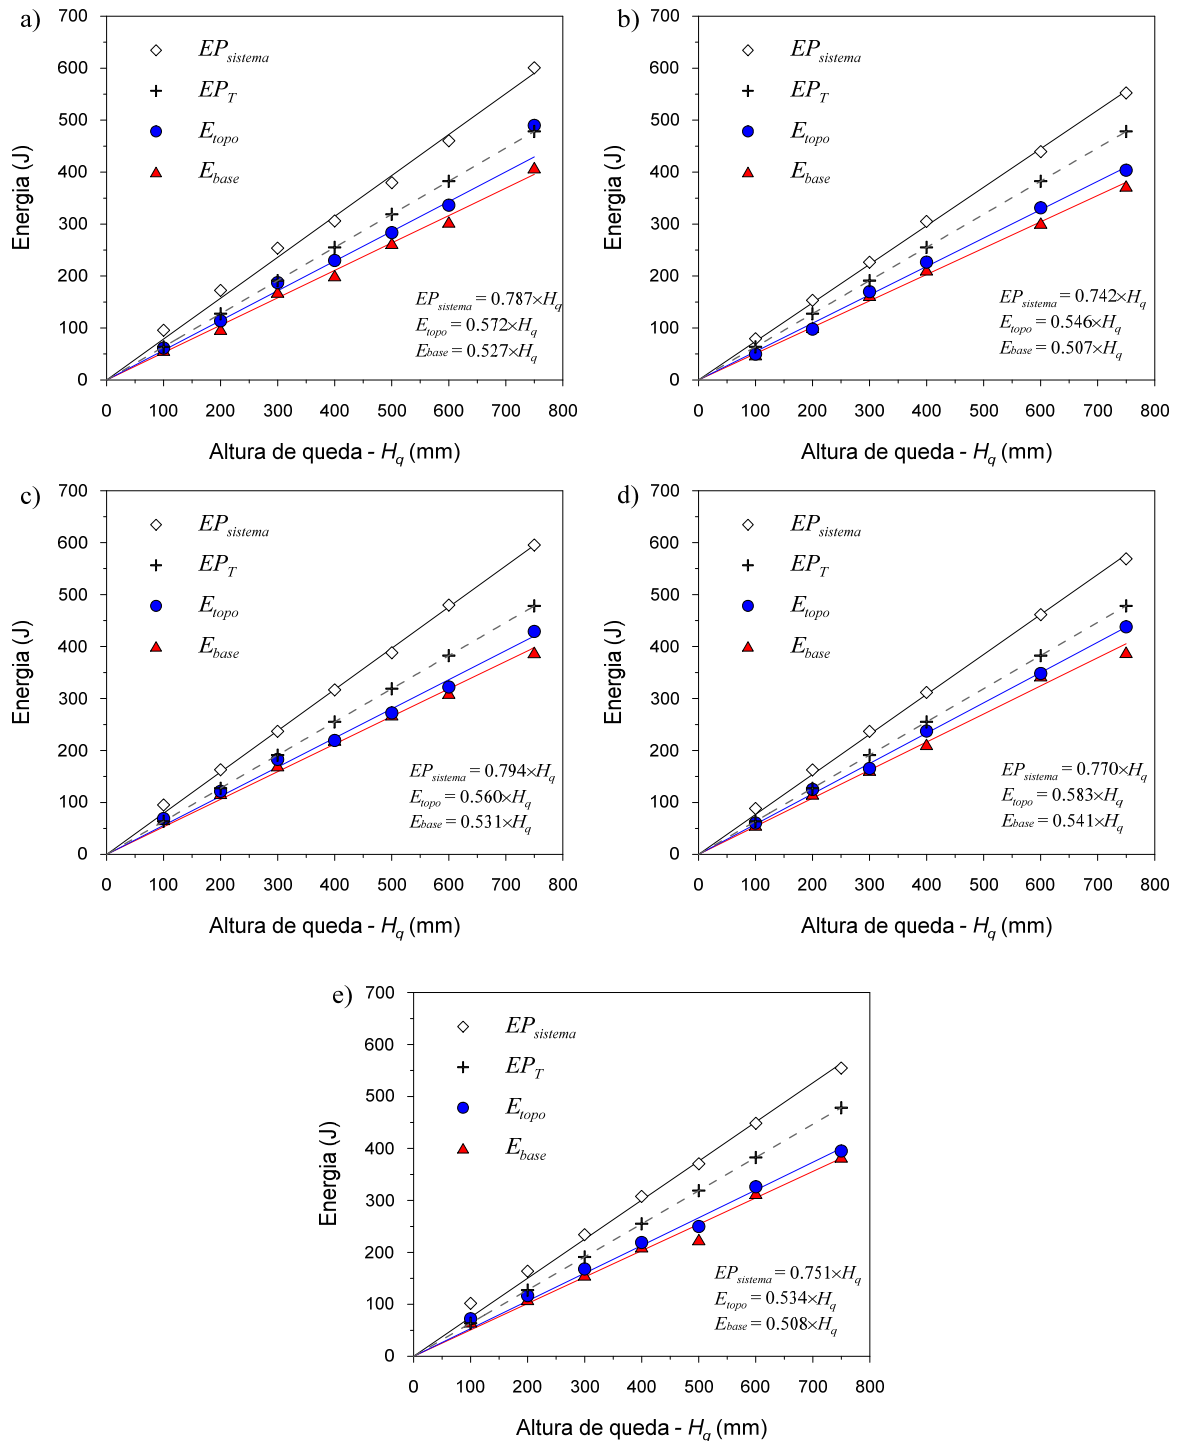 a)
700
600
500
400
300
200
100
0
Energia (J)
EPsistema
EPT
Etopo
Ebase
EPsistema = 0.787×Hq
Etopo = 0.572×Hq
Ebase = 0.527×Hq
0 100 200 300 400 500 600 700 800
Altura de queda - Hq (mm)
b)
700
600
500
400
300
200
100
0
Energia (J)
EPsistema
EPT
Etopo
Ebase
EPsistema = 0.742×Hq
Etopo = 0.546×Hq
Ebase = 0.507×Hq
0 100 200 300 400 500 600 700 800
Altura de queda - Hq (mm)
c)
700
600
500
400
300
200
100
0
Energia (J)
EPsistema
EPT
Etopo
Ebase
EPsistema = 0.794×Hq
Etopo = 0.560×Hq
Ebase = 0.531×Hq
0 100 200 300 400 500 600 700 800
Altura de queda - Hq (mm)
d)
700
600
500
400
300
200
100
0
Energia (J)
EPsistema
EPT
Etopo
Ebase
EPsistema = 0.770×Hq
Etopo = 0.583×Hq
Ebase = 0.541×Hq
0 100 200 300 400 500 600 700 800
Altura de queda - Hq (mm)
e)
700
600
500
400
300
200
100
0
Energia (J)
EPsistema
EPT
Etopo
Ebase
EPsistema = 0.751×Hq
Etopo = 0.534×Hq
Ebase = 0.508×Hq
0 100 200 300 400 500 600 700 800
Altura de queda - Hq (mm)